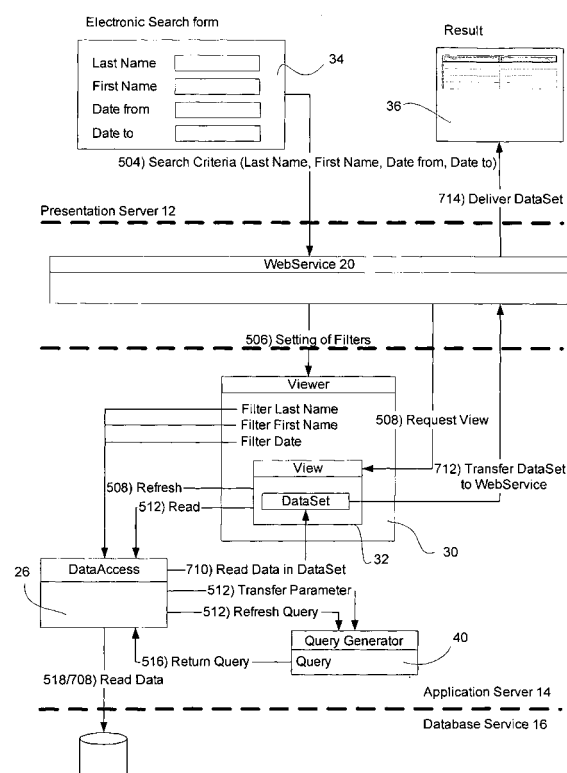 Electronic Search form
Result
Last Name
First Name
Date from
Date to
34
36
504) Search Criteria (Last Name, First Name, Date from, Date to)
714) Deliver DataSet
Presentation Server 12
WebService 20
506) Setting of Filters
Viewer
Filter Last Name
Filter First Name
Filter Date
508) Request View
View
712) Transfer DataSet
to WebService
508) Refresh
DataSet
512) Read
32
30
DataAccess
710) Read Data in DataSet
26
512) Transfer Parameter
512) Refresh Query
Query Generator
516) Return Query
Query
40
518/708) Read Data
Application Server 14
Database Service 16